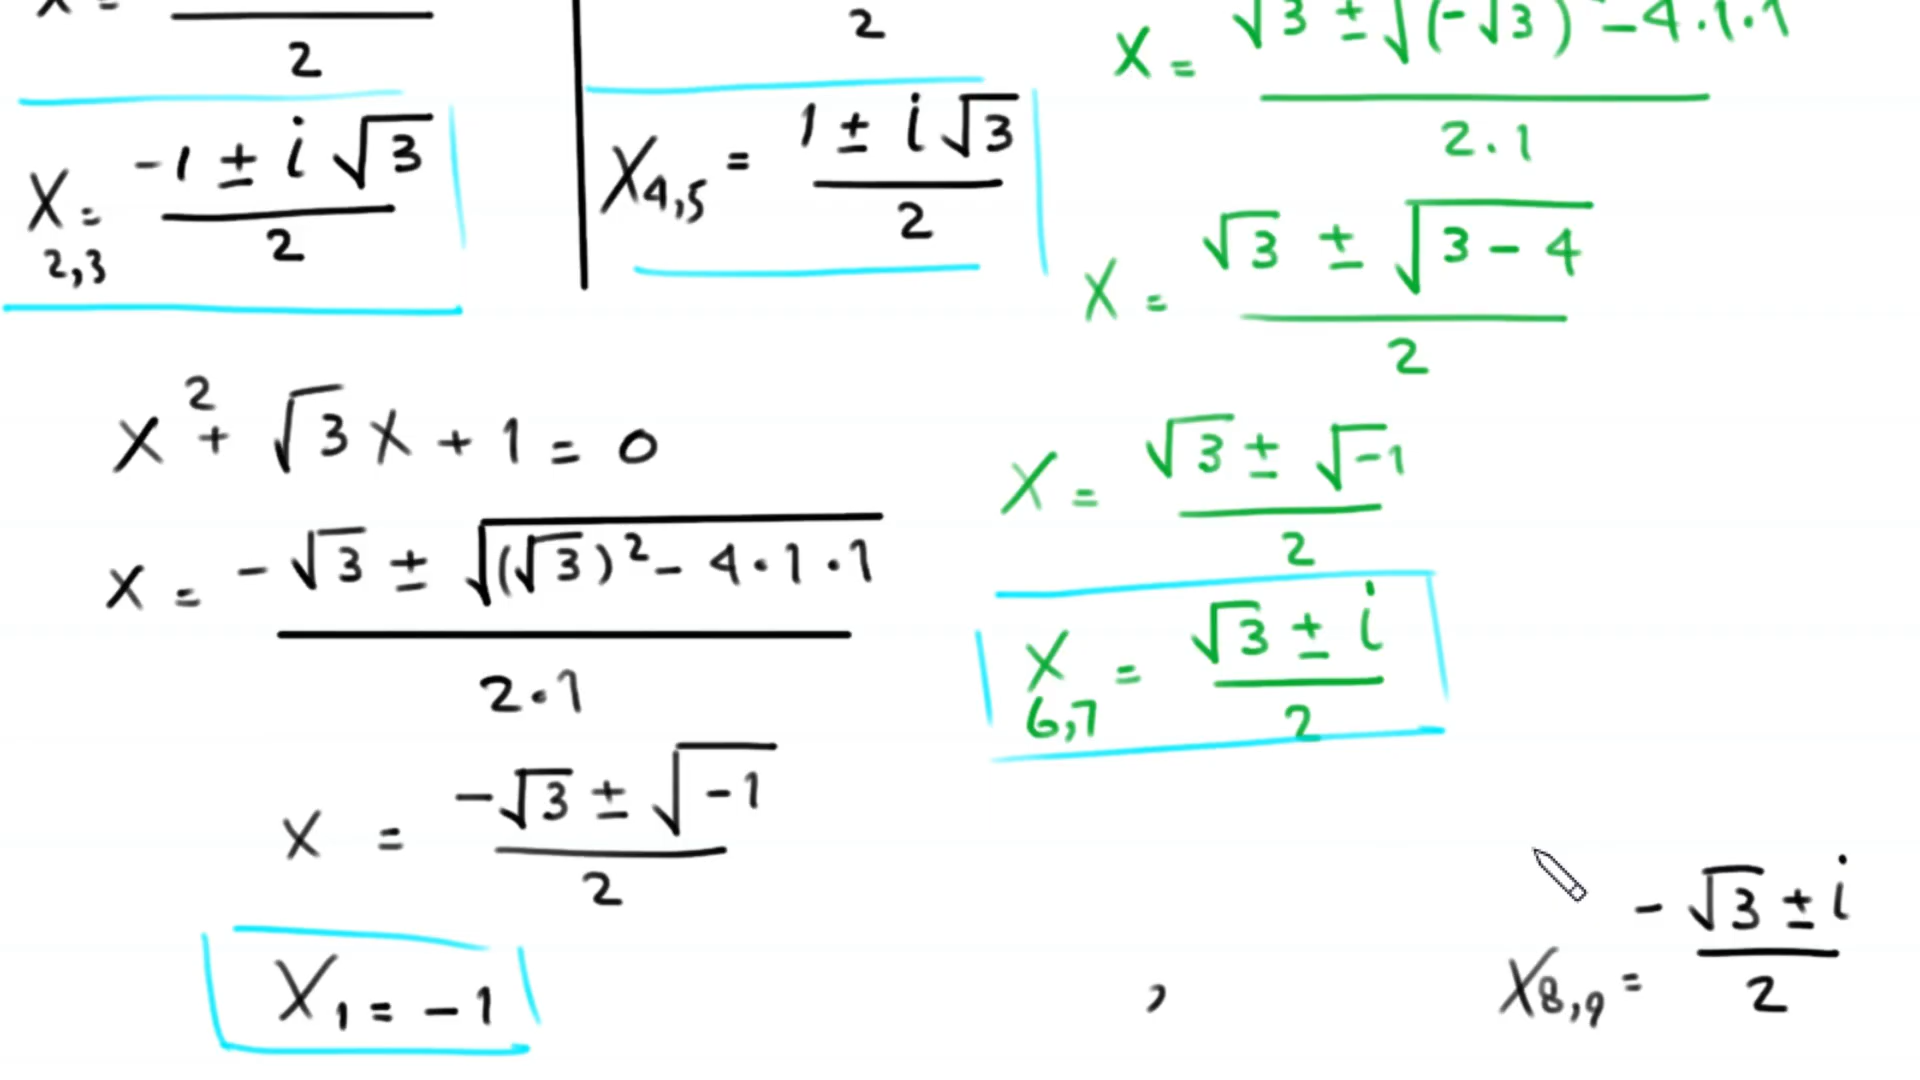 X =
2
X2,3 = -1 ± i √3 / 2
2
X4,5 = 1 ± i √3 / 2
X = √3 ± √(-√3)² - 4·1·1 / 2·1
X = √3 ± √3 - 4 / 2
X = √3 ± √-1 / 2
X6,7 = √3 ± i / 2
X² + √3 X + 1 = 0
X = -√3 ± √(√3)² - 4·1·1 / 2·1
X = -√3 ± √-1 / 2
X1 = -1
,
X8,9 = -√3 ± i / 2